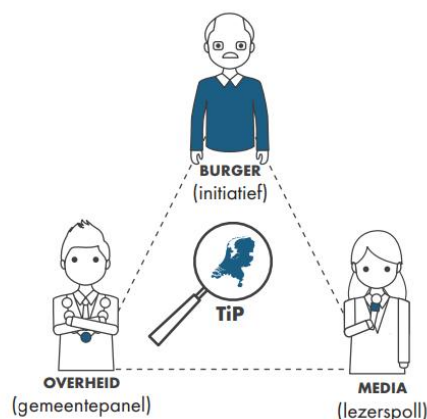 BURGER
(initiatief)
TiP
OVERHEID
(gemeentepanel)
MEDIA
(lezerspoll)